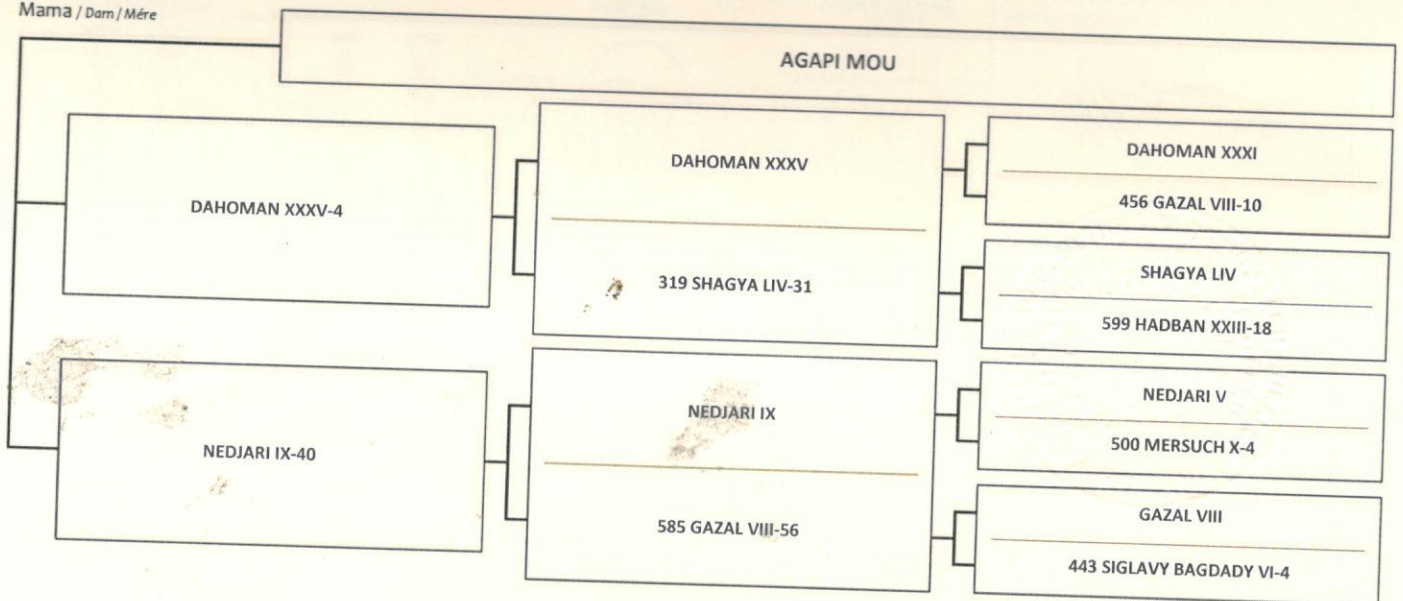 Mama / Dam / Mére
AGAPI MOU
DAHOMAN XXXV-4
DAHOMAN XXXV
319 SHAGYA LIV-31
DAHOMAN XXXI
456 GAZAL VIII-10
SHAGYA LIV
599 HADBAN XXIII-18
NEDJARI IX-40
NEDJARI IX
585 GAZAL VIII-56
NEDJARI V
500 MERSUCH X-4
GAZAL VIII
443 SIGLAVY BAGDADY VI-4